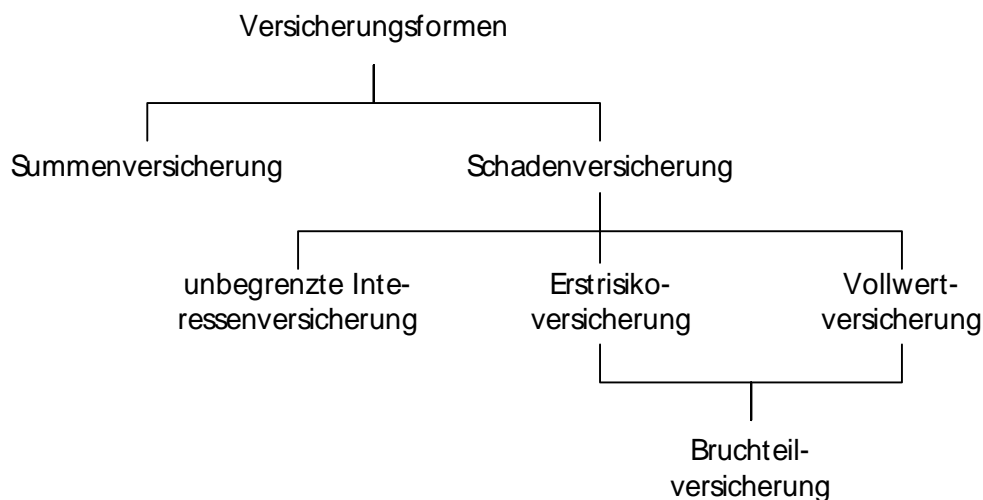 Versicherungsformen
Summenversicherung
Schadenversicherung
unbegrenzte Inte-
ressenversicherung
Erstrisiko-
versicherung
Vollwert-
versicherung
Bruchteil-
versicherung